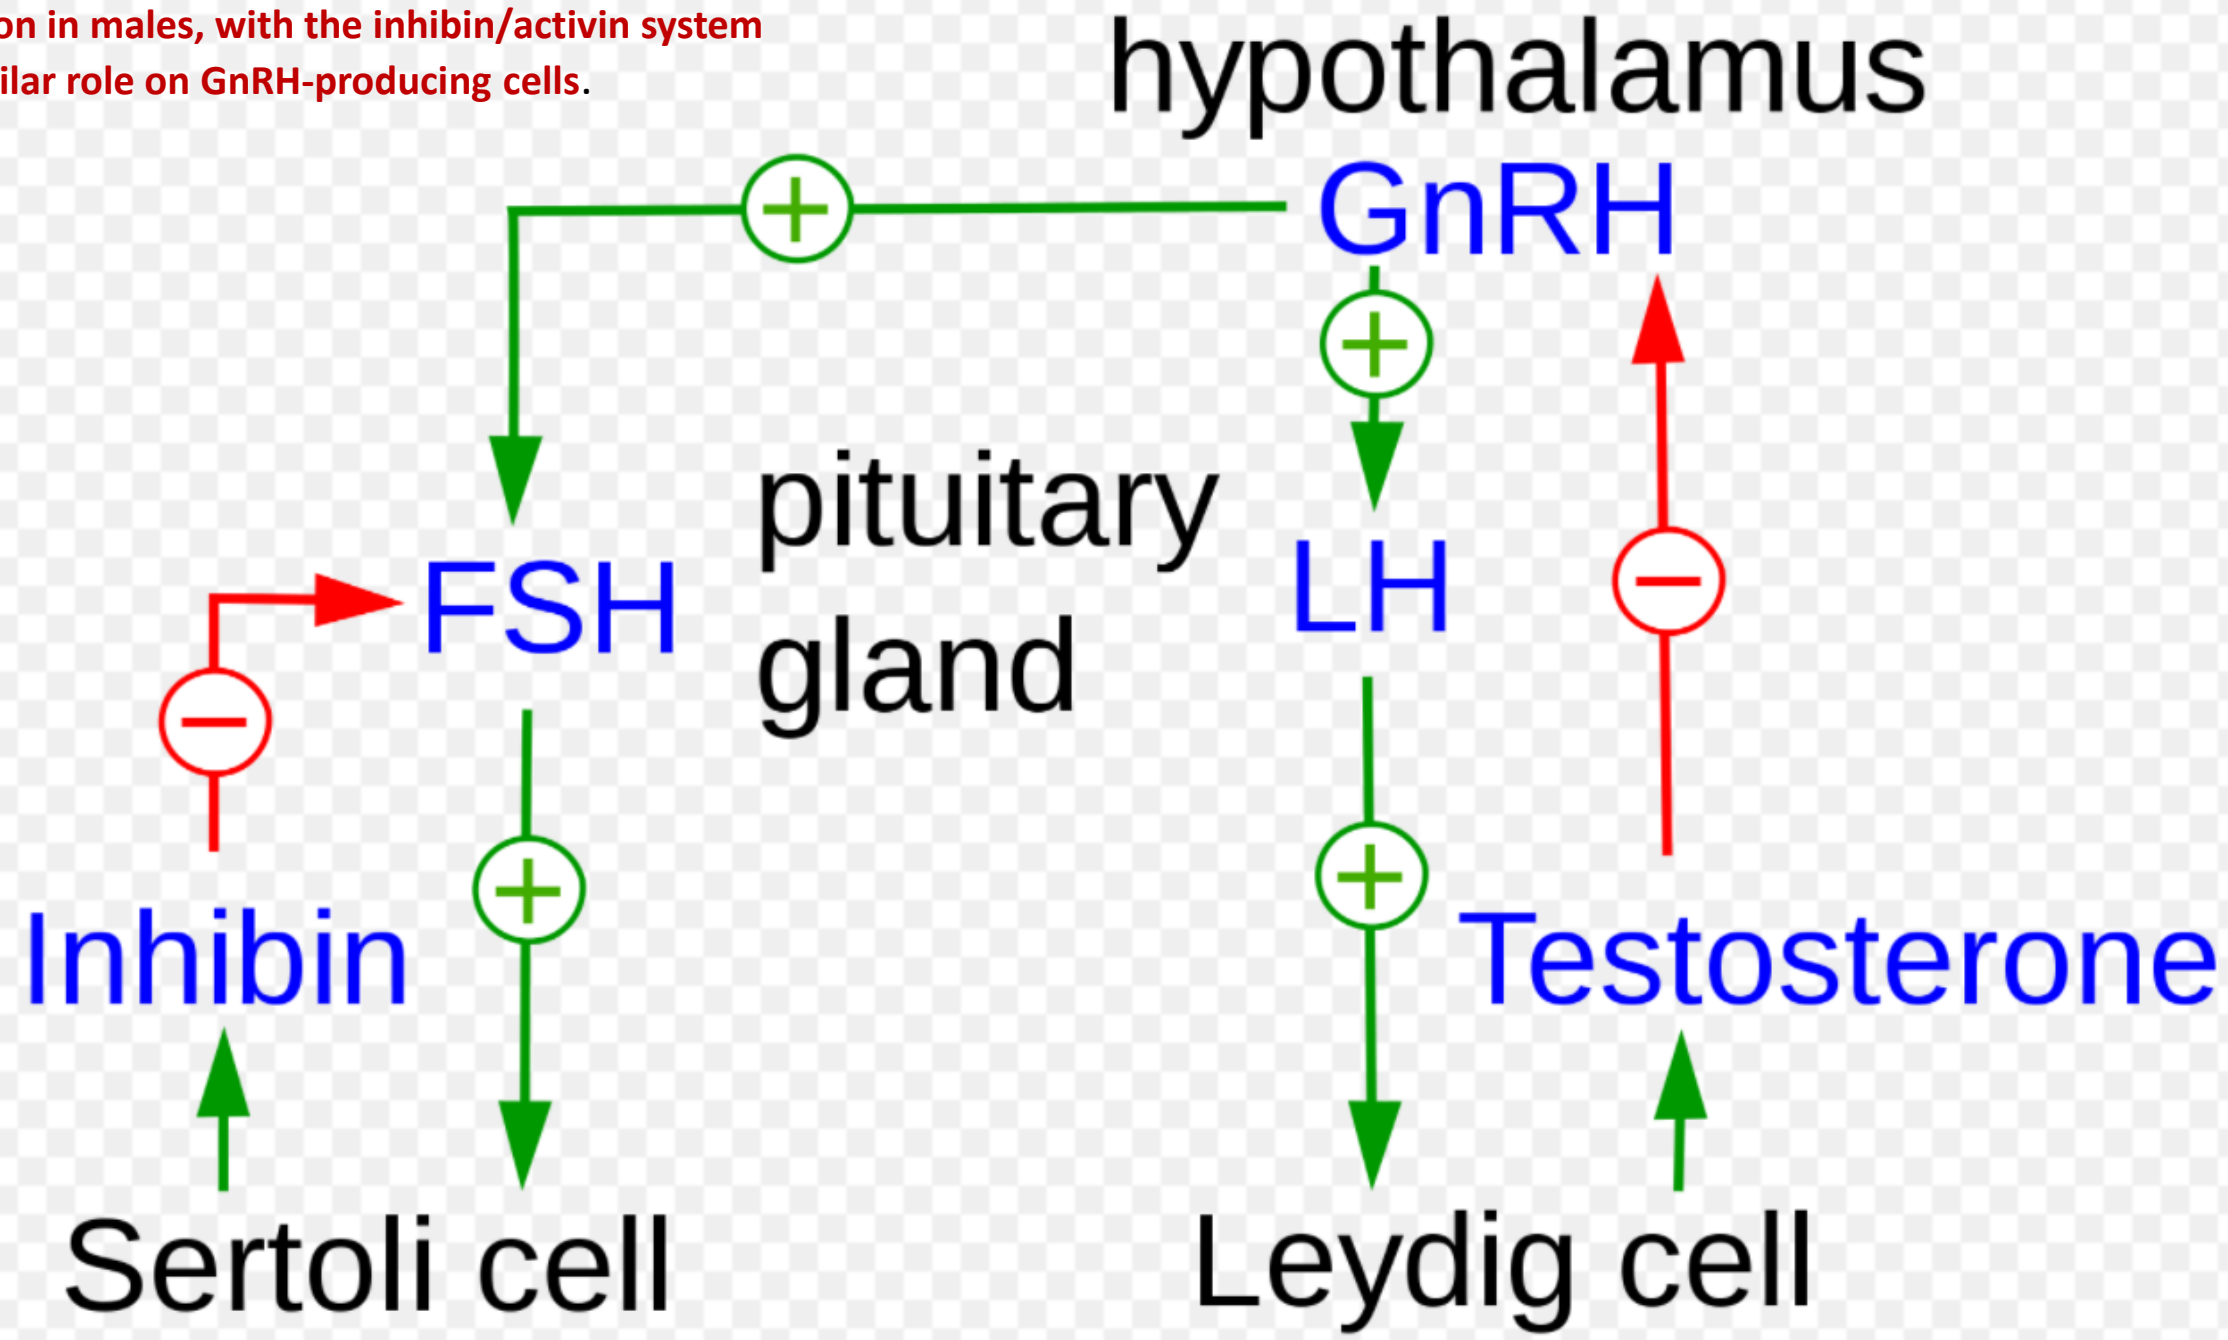 on in males, with the inhibin/activin system
ilar role on GnRH-producing cells.
hypothalamus
GnRH
pituitary
gland
FSH
LH
Inhibin
Testosterone
Sertoli cell
Leydig cell